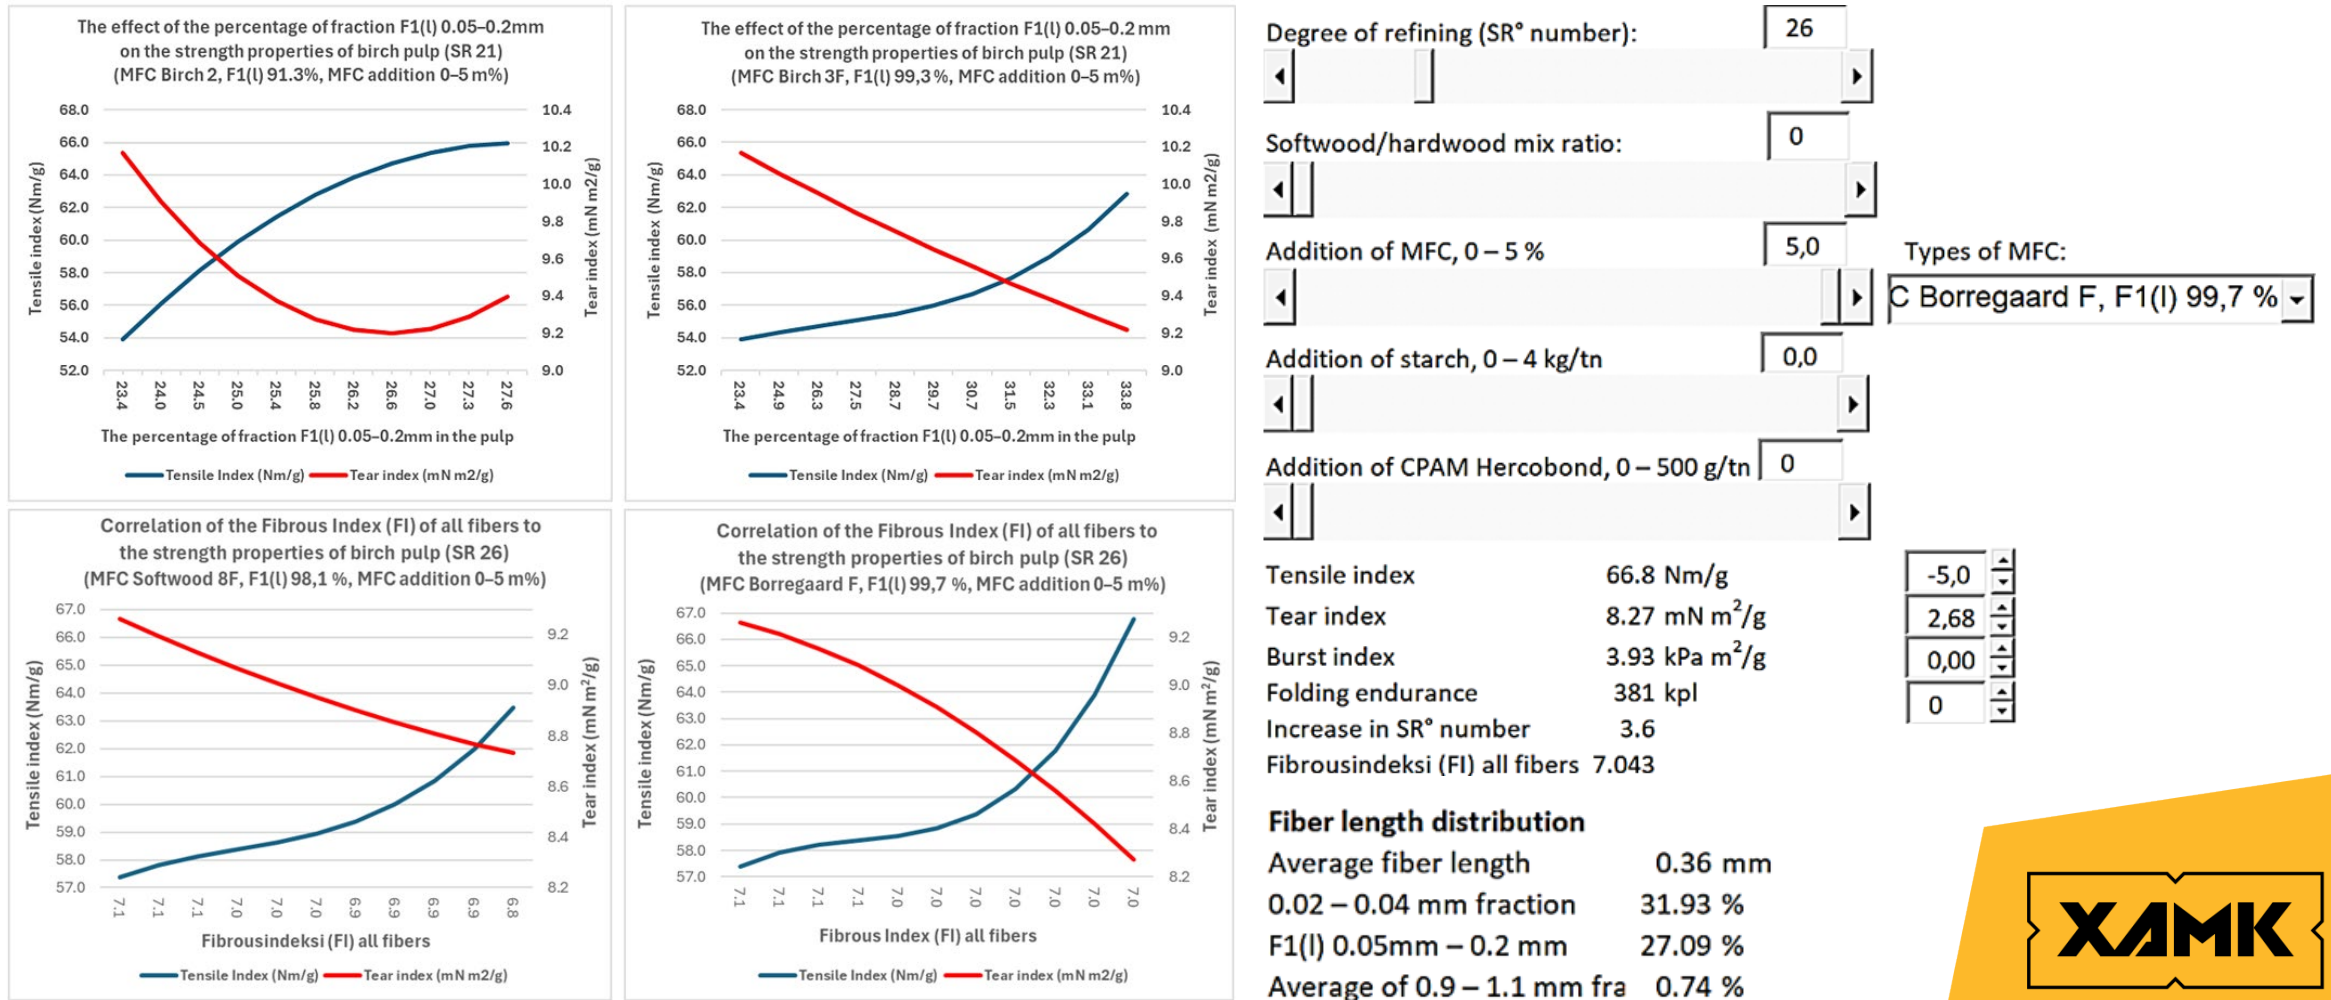 The effect of the percentage of fraction F1(l) 0.05–0.2mm
on the strength properties of birch pulp (SR 21)
(MFC Birch 2, F1(l) 91.3%, MFC addition 0–5 m%)
68.0
66.0
64.0
62.0
60.0
58.0
56.0
54.0
52.0
Tensile index (Nm/g)
10.4
10.2
10.0
9.8
9.6
9.4
9.2
9.0
Tear index (mN m2/g)
23.4 24.0 24.5 25.0 25.4 25.8 26.2 26.6 27.0 27.3 27.6
The percentage of fraction F1(l) 0.05–0.2mm in the pulp
Tensile Index (Nm/g) Tear index (mN m2/g)
The effect of the percentage of fraction F1(l) 0.05–0.2 mm
on the strength properties of birch pulp (SR 21)
(MFC Birch 3F, F1(l) 99,3 %, MFC addition 0–5 m%)
68.0
66.0
64.0
62.0
60.0
58.0
56.0
54.0
52.0
Tensile index (Nm/g)
10.4
10.2
10.0
9.8
9.6
9.4
9.2
9.0
Tear index (mN m2/g)
23.4 24.9 26.3 27.5 28.7 29.7 30.7 31.5 32.3 33.1 33.8
The percentage of fraction F1(l) 0.05–0.2mm in the pulp
Tensile Index (Nm/g) Tear index (mN m2/g)
Correlation of the Fibrous Index (FI) of all fibers to
the strength properties of birch pulp (SR 26)
(MFC Softwood 8F, F1(l) 98,1 %, MFC addition 0–5 m%)
67.0
66.0
65.0
64.0
63.0
62.0
61.0
60.0
59.0
58.0
57.0
Tensile index (Nm/g)
9.2
9.0
8.8
8.6
8.4
8.2
Tear index (mN m²/g)
7.1 7.1 7.1 7.0 7.0 7.0 6.9 6.9 6.9 6.9 6.8
Fibrousindeksi (FI) all fibers
Tensile Index (Nm/g) Tear index (mN m2/g)
Correlation of the Fibrous Index (FI) of all fibers to
the strength properties of birch pulp (SR 26)
(MFC Borregaard F, F1(l) 99,7 %, MFC addition 0–5 m%)
67.0
66.0
65.0
64.0
63.0
62.0
61.0
60.0
59.0
58.0
57.0
Tensile index (Nm/g)
9.2
9.0
8.8
8.6
8.4
8.2
Tear index (mN m²/g)
7.1 7.1 7.1 7.1 7.0 7.0 7.0 7.0 7.0 7.0 7.0
Fibrous Index (FI) all fibers
Tensile Index (Nm/g) Tear index (mN m2/g)
Degree of refining (SR° number): 26
Softwood/hardwood mix ratio: 0
Addition of MFC, 0 – 5 % 5,0
Types of MFC:
C Borregaard F, F1(l) 99,7 %
Addition of starch, 0 – 4 kg/tn 0,0
Addition of CPAM Hercobond, 0 – 500 g/tn 0
Tensile index 66.8 Nm/g -5,0
Tear index 8.27 mN m²/g 2,68
Burst index 3.93 kPa m²/g 0,00
Folding endurance 381 kpl 0
Increase in SR° number 3.6
Fibrousindeksi (FI) all fibers 7.043
Fiber length distribution
Average fiber length 0.36 mm
0.02 – 0.04 mm fraction 31.93 %
F1(l) 0.05mm – 0.2 mm 27.09 %
Average of 0.9 – 1.1 mm fra 0.74 %
XAMK